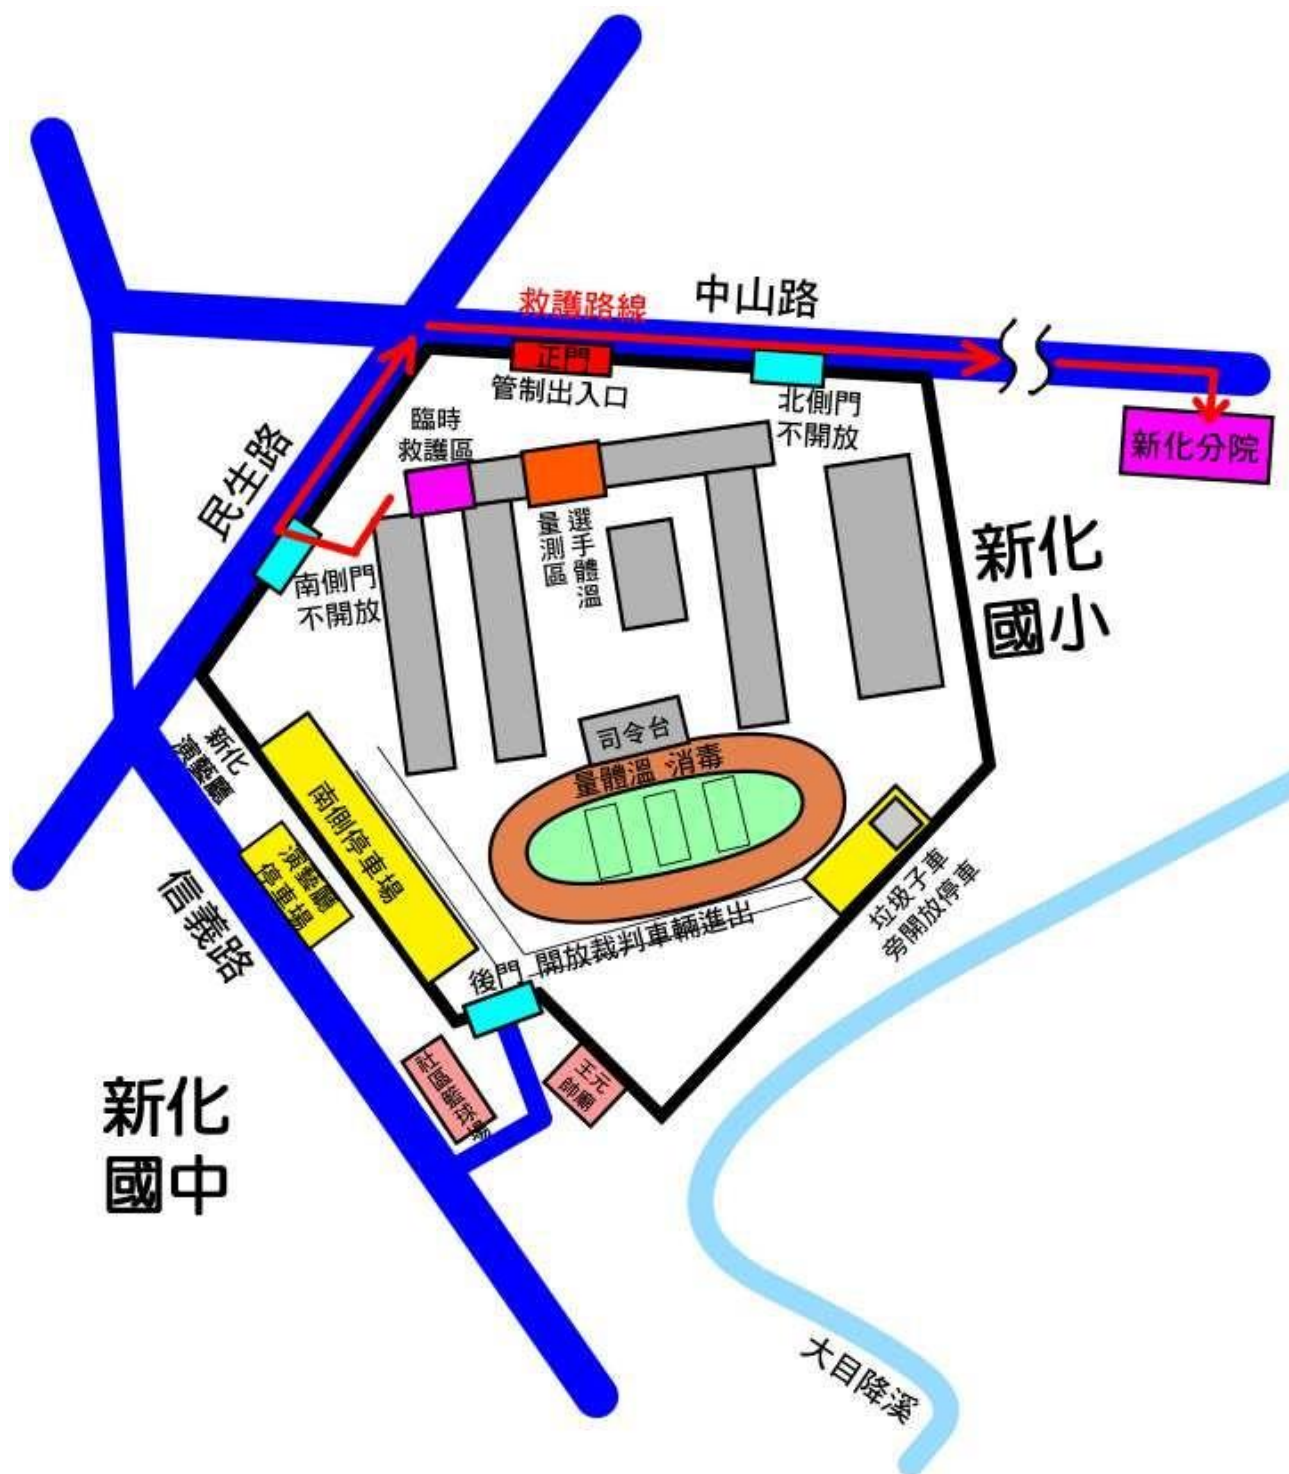 救護路線
中山路
正門
管制出入口
北側門
不開放
臨時
救護區
新化分院
民生路
選手體溫
量測區
南側門
不開放
新化
國小
司令台
量體溫 消毒
新化
演藝廳
南側停車場
演藝廳
停車場
垃圾子車
旁開放停車
信義路
後門
開放裁判車輛進出
社區籃球場
王元
帥廟
新化
國中
大目降溪